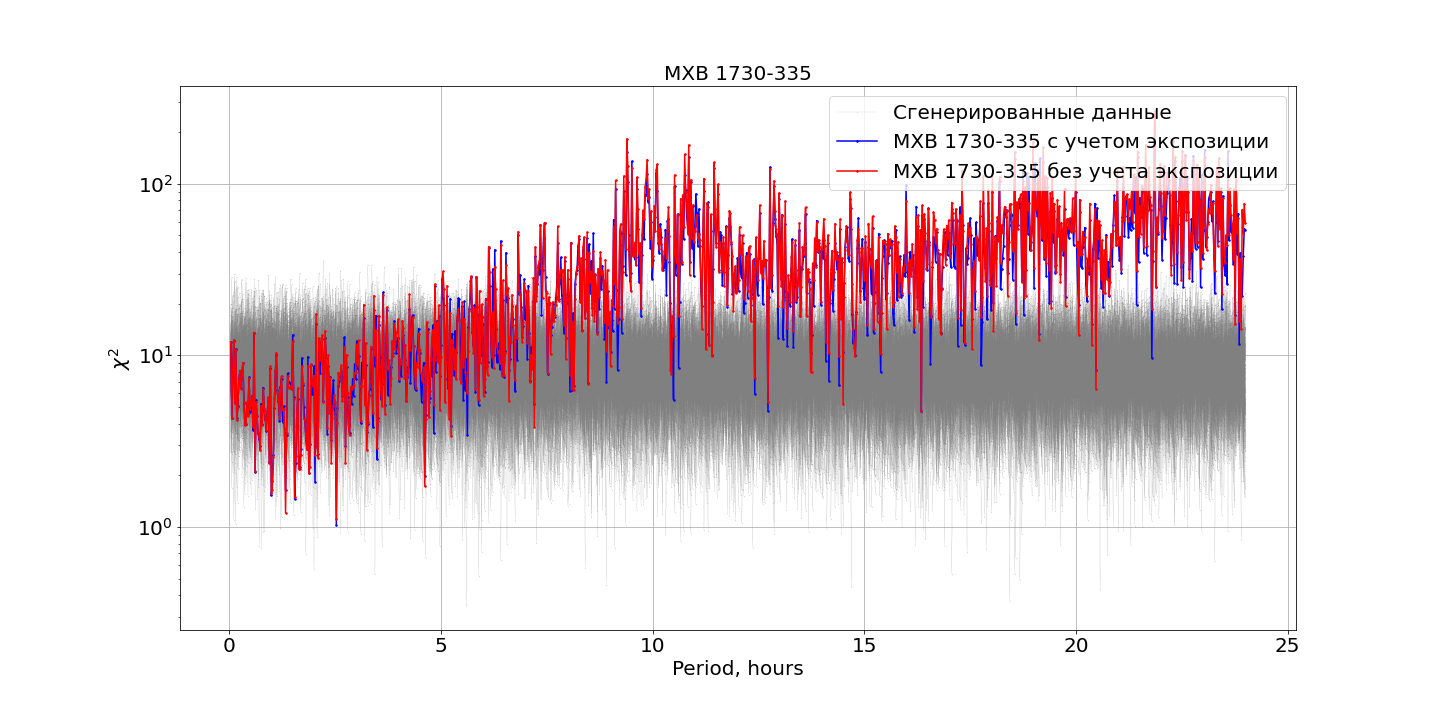 MXB 1730-335
Сгенерированные данные
MXB 1730-335 с учетом экспозиции
MXB 1730-335 без учета экспозиции
10²
10¹
10⁰
χ²
0 5 10 15 20 25
Period, hours